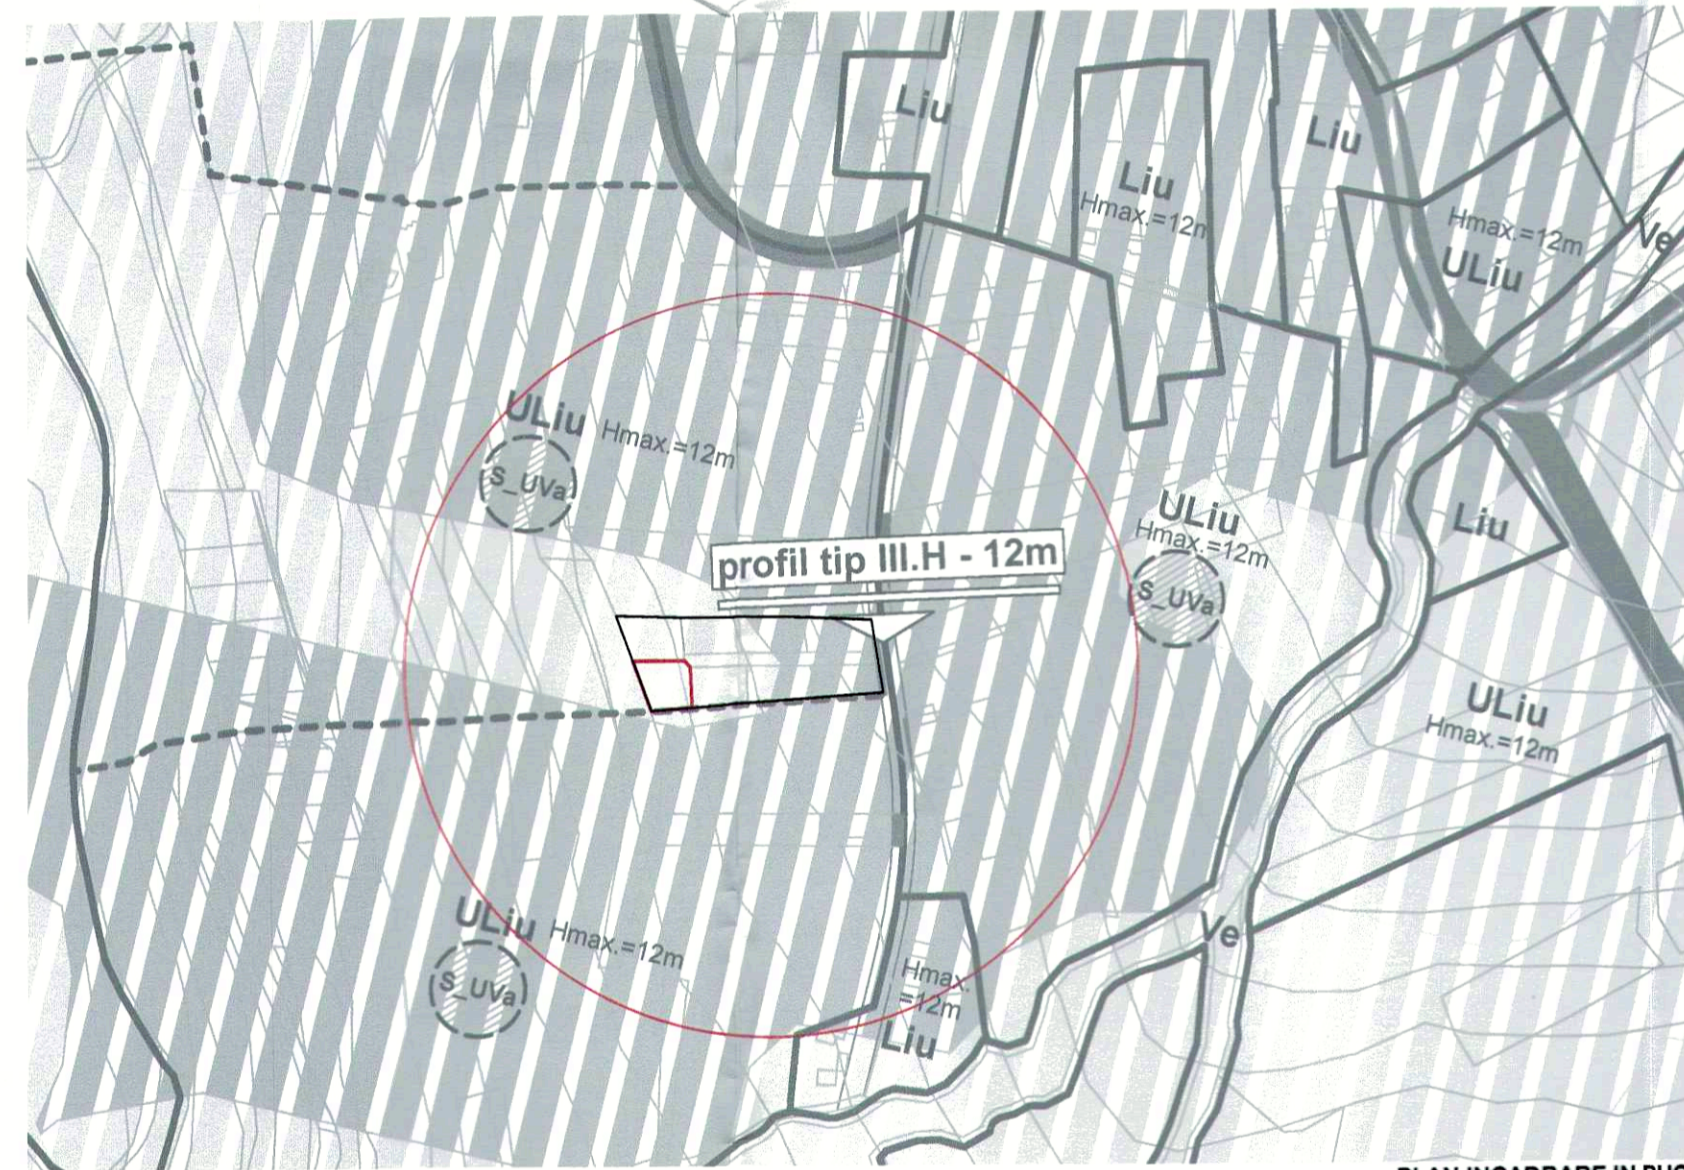 Liu
Liu
Liu
Hmax.=12m
Hmax.=12m
ULiu
Ve
ULiu Hmax.=12m
S_UVa
ULiu
Hmax.=12m
S_UVa
Liu
profil tip III.H - 12m
ULiu
Hmax.=12m
ULiu Hmax.=12m
S_UVa
Ve
Hmax.
=12m
Liu